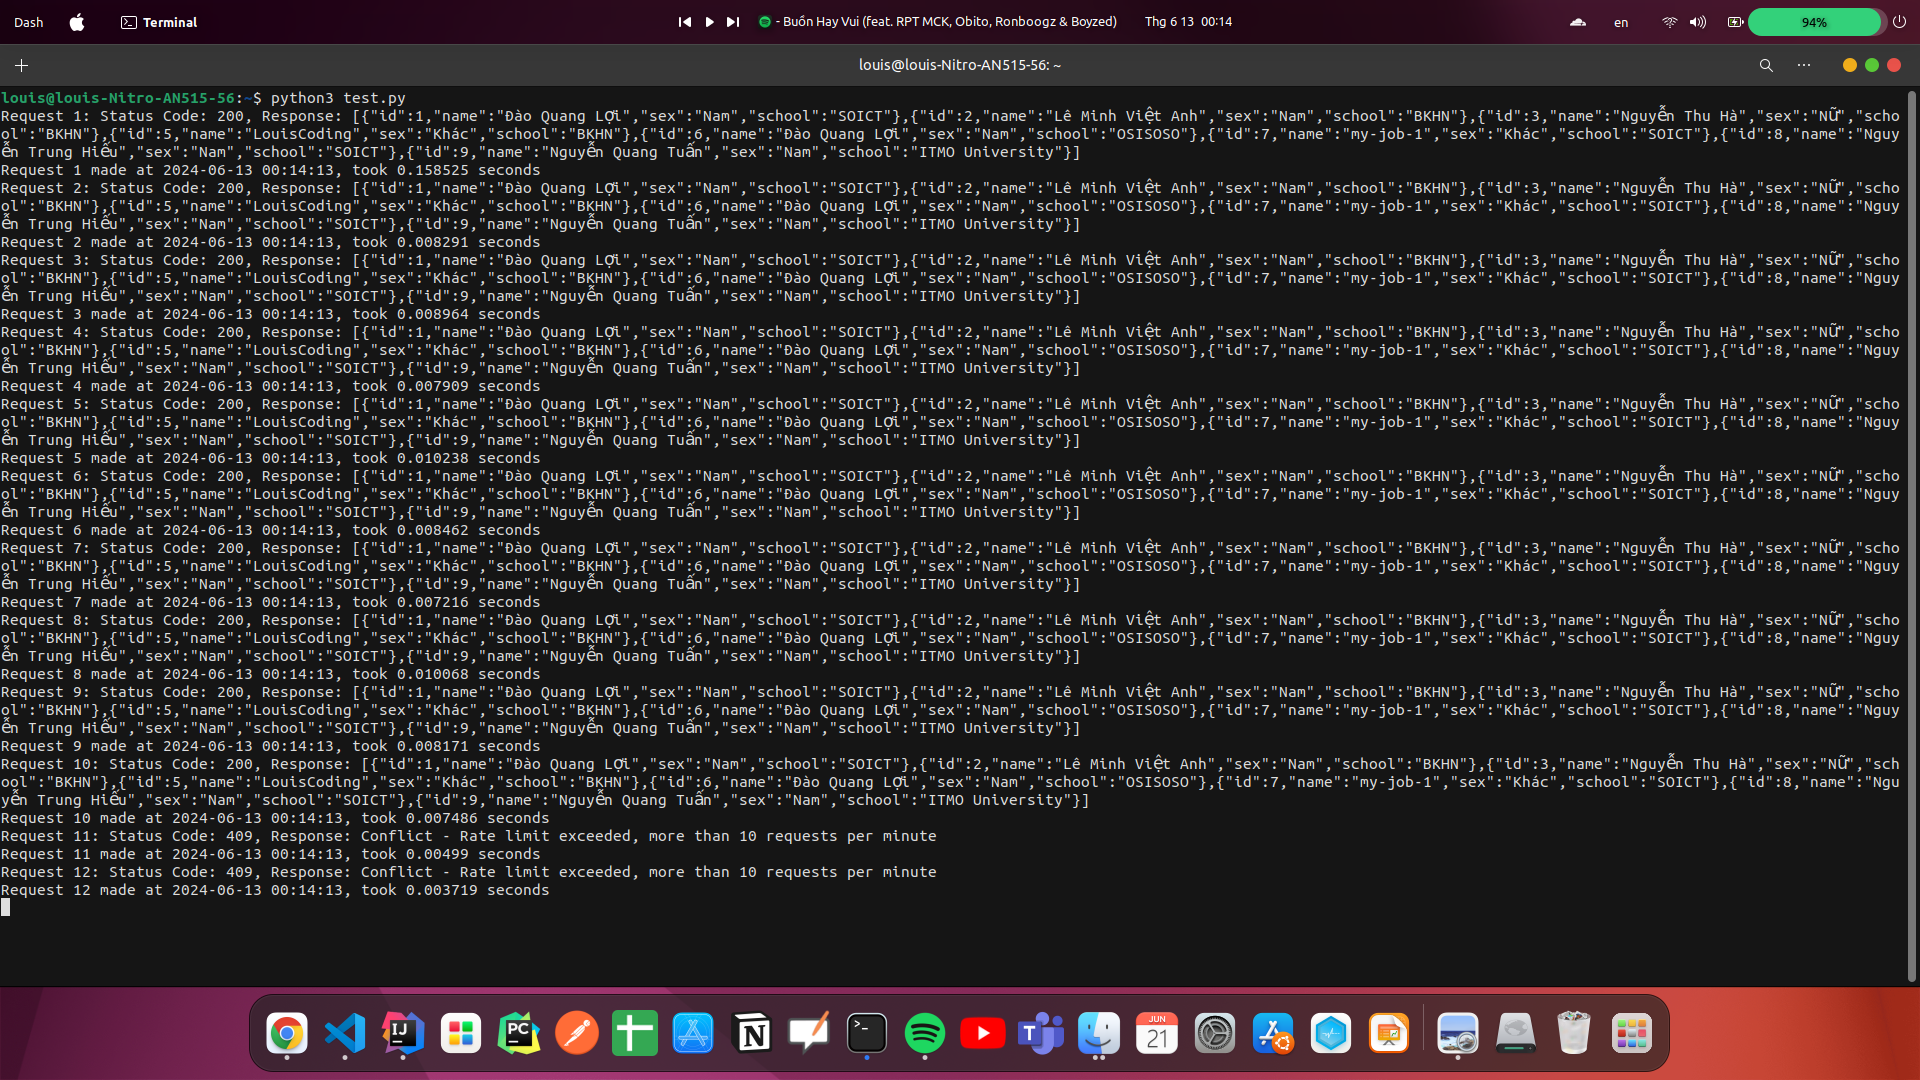 Dash
Terminal
- Buồn Hay Vui (feat. RPT MCK, Obito, Ronboogz & Boyzed)
Thg 6 13 00:14
en
94%
louis@louis-Nitro-AN515-56: ~
louis@louis-Nitro-AN515-56:~$ python3 test.py
Request 1: Status Code: 200, Response: [{"id":1,"name":"Đào Quang Lợi","sex":"Nam","school":"SOICT"},{"id":2,"name":"Lê Minh Việt Anh","sex":"Nam","school":"BKHN"},{"id":3,"name":"Nguyễn Thu Hà","sex":"Nữ","scho
ol":"BKHN"},{"id":5,"name":"LouisCoding","sex":"Khác","school":"BKHN"},{"id":6,"name":"Đào Quang Lợi","sex":"Nam","school":"OSISOSO"},{"id":7,"name":"my-job-1","sex":"Khác","school":"SOICT"},{"id":8,"name":"Nguy
ễn Trung Hiếu","sex":"Nam","school":"SOICT"},{"id":9,"name":"Nguyễn Quang Tuấn","sex":"Nam","school":"ITMO University"}]
Request 1 made at 2024-06-13 00:14:13, took 0.158525 seconds
Request 2: Status Code: 200, Response: [{"id":1,"name":"Đào Quang Lợi","sex":"Nam","school":"SOICT"},{"id":2,"name":"Lê Minh Việt Anh","sex":"Nam","school":"BKHN"},{"id":3,"name":"Nguyễn Thu Hà","sex":"Nữ","scho
ol":"BKHN"},{"id":5,"name":"LouisCoding","sex":"Khác","school":"BKHN"},{"id":6,"name":"Đào Quang Lợi","sex":"Nam","school":"OSISOSO"},{"id":7,"name":"my-job-1","sex":"Khác","school":"SOICT"},{"id":8,"name":"Nguy
ễn Trung Hiếu","sex":"Nam","school":"SOICT"},{"id":9,"name":"Nguyễn Quang Tuấn","sex":"Nam","school":"ITMO University"}]
Request 2 made at 2024-06-13 00:14:13, took 0.008291 seconds
Request 3: Status Code: 200, Response: [{"id":1,"name":"Đào Quang Lợi","sex":"Nam","school":"SOICT"},{"id":2,"name":"Lê Minh Việt Anh","sex":"Nam","school":"BKHN"},{"id":3,"name":"Nguyễn Thu Hà","sex":"Nữ","scho
ol":"BKHN"},{"id":5,"name":"LouisCoding","sex":"Khác","school":"BKHN"},{"id":6,"name":"Đào Quang Lợi","sex":"Nam","school":"OSISOSO"},{"id":7,"name":"my-job-1","sex":"Khác","school":"SOICT"},{"id":8,"name":"Nguy
ễn Trung Hiếu","sex":"Nam","school":"SOICT"},{"id":9,"name":"Nguyễn Quang Tuấn","sex":"Nam","school":"ITMO University"}]
Request 3 made at 2024-06-13 00:14:13, took 0.008964 seconds
Request 4: Status Code: 200, Response: [{"id":1,"name":"Đào Quang Lợi","sex":"Nam","school":"SOICT"},{"id":2,"name":"Lê Minh Việt Anh","sex":"Nam","school":"BKHN"},{"id":3,"name":"Nguyễn Thu Hà","sex":"Nữ","scho
ol":"BKHN"},{"id":5,"name":"LouisCoding","sex":"Khác","school":"BKHN"},{"id":6,"name":"Đào Quang Lợi","sex":"Nam","school":"OSISOSO"},{"id":7,"name":"my-job-1","sex":"Khác","school":"SOICT"},{"id":8,"name":"Nguy
ễn Trung Hiếu","sex":"Nam","school":"SOICT"},{"id":9,"name":"Nguyễn Quang Tuấn","sex":"Nam","school":"ITMO University"}]
Request 4 made at 2024-06-13 00:14:13, took 0.007909 seconds
Request 5: Status Code: 200, Response: [{"id":1,"name":"Đào Quang Lợi","sex":"Nam","school":"SOICT"},{"id":2,"name":"Lê Minh Việt Anh","sex":"Nam","school":"BKHN"},{"id":3,"name":"Nguyễn Thu Hà","sex":"Nữ","scho
ol":"BKHN"},{"id":5,"name":"LouisCoding","sex":"Khác","school":"BKHN"},{"id":6,"name":"Đào Quang Lợi","sex":"Nam","school":"OSISOSO"},{"id":7,"name":"my-job-1","sex":"Khác","school":"SOICT"},{"id":8,"name":"Nguy
ễn Trung Hiếu","sex":"Nam","school":"SOICT"},{"id":9,"name":"Nguyễn Quang Tuấn","sex":"Nam","school":"ITMO University"}]
Request 5 made at 2024-06-13 00:14:13, took 0.010238 seconds
Request 6: Status Code: 200, Response: [{"id":1,"name":"Đào Quang Lợi","sex":"Nam","school":"SOICT"},{"id":2,"name":"Lê Minh Việt Anh","sex":"Nam","school":"BKHN"},{"id":3,"name":"Nguyễn Thu Hà","sex":"Nữ","scho
ol":"BKHN"},{"id":5,"name":"LouisCoding","sex":"Khác","school":"BKHN"},{"id":6,"name":"Đào Quang Lợi","sex":"Nam","school":"OSISOSO"},{"id":7,"name":"my-job-1","sex":"Khác","school":"SOICT"},{"id":8,"name":"Nguy
ễn Trung Hiếu","sex":"Nam","school":"SOICT"},{"id":9,"name":"Nguyễn Quang Tuấn","sex":"Nam","school":"ITMO University"}]
Request 6 made at 2024-06-13 00:14:13, took 0.008462 seconds
Request 7: Status Code: 200, Response: [{"id":1,"name":"Đào Quang Lợi","sex":"Nam","school":"SOICT"},{"id":2,"name":"Lê Minh Việt Anh","sex":"Nam","school":"BKHN"},{"id":3,"name":"Nguyễn Thu Hà","sex":"Nữ","scho
ol":"BKHN"},{"id":5,"name":"LouisCoding","sex":"Khác","school":"BKHN"},{"id":6,"name":"Đào Quang Lợi","sex":"Nam","school":"OSISOSO"},{"id":7,"name":"my-job-1","sex":"Khác","school":"SOICT"},{"id":8,"name":"Nguy
ễn Trung Hiếu","sex":"Nam","school":"SOICT"},{"id":9,"name":"Nguyễn Quang Tuấn","sex":"Nam","school":"ITMO University"}]
Request 7 made at 2024-06-13 00:14:13, took 0.007216 seconds
Request 8: Status Code: 200, Response: [{"id":1,"name":"Đào Quang Lợi","sex":"Nam","school":"SOICT"},{"id":2,"name":"Lê Minh Việt Anh","sex":"Nam","school":"BKHN"},{"id":3,"name":"Nguyễn Thu Hà","sex":"Nữ","scho
ol":"BKHN"},{"id":5,"name":"LouisCoding","sex":"Khác","school":"BKHN"},{"id":6,"name":"Đào Quang Lợi","sex":"Nam","school":"OSISOSO"},{"id":7,"name":"my-job-1","sex":"Khác","school":"SOICT"},{"id":8,"name":"Nguy
ễn Trung Hiếu","sex":"Nam","school":"SOICT"},{"id":9,"name":"Nguyễn Quang Tuấn","sex":"Nam","school":"ITMO University"}]
Request 8 made at 2024-06-13 00:14:13, took 0.010068 seconds
Request 9: Status Code: 200, Response: [{"id":1,"name":"Đào Quang Lợi","sex":"Nam","school":"SOICT"},{"id":2,"name":"Lê Minh Việt Anh","sex":"Nam","school":"BKHN"},{"id":3,"name":"Nguyễn Thu Hà","sex":"Nữ","scho
ol":"BKHN"},{"id":5,"name":"LouisCoding","sex":"Khác","school":"BKHN"},{"id":6,"name":"Đào Quang Lợi","sex":"Nam","school":"OSISOSO"},{"id":7,"name":"my-job-1","sex":"Khác","school":"SOICT"},{"id":8,"name":"Nguy
ễn Trung Hiếu","sex":"Nam","school":"SOICT"},{"id":9,"name":"Nguyễn Quang Tuấn","sex":"Nam","school":"ITMO University"}]
Request 9 made at 2024-06-13 00:14:13, took 0.008171 seconds
Request 10: Status Code: 200, Response: [{"id":1,"name":"Đào Quang Lợi","sex":"Nam","school":"SOICT"},{"id":2,"name":"Lê Minh Việt Anh","sex":"Nam","school":"BKHN"},{"id":3,"name":"Nguyễn Thu Hà","sex":"Nữ","sch
ool":"BKHN"},{"id":5,"name":"LouisCoding","sex":"Khác","school":"BKHN"},{"id":6,"name":"Đào Quang Lợi","sex":"Nam","school":"OSISOSO"},{"id":7,"name":"my-job-1","sex":"Khác","school":"SOICT"},{"id":8,"name":"Ngu
yễn Trung Hiếu","sex":"Nam","school":"SOICT"},{"id":9,"name":"Nguyễn Quang Tuấn","sex":"Nam","school":"ITMO University"}]
Request 10 made at 2024-06-13 00:14:13, took 0.007486 seconds
Request 11: Status Code: 409, Response: Conflict - Rate limit exceeded, more than 10 requests per minute
Request 11 made at 2024-06-13 00:14:13, took 0.00499 seconds
Request 12: Status Code: 409, Response: Conflict - Rate limit exceeded, more than 10 requests per minute
Request 12 made at 2024-06-13 00:14:13, took 0.003719 seconds
IJ
PC
N
T
JUN
21